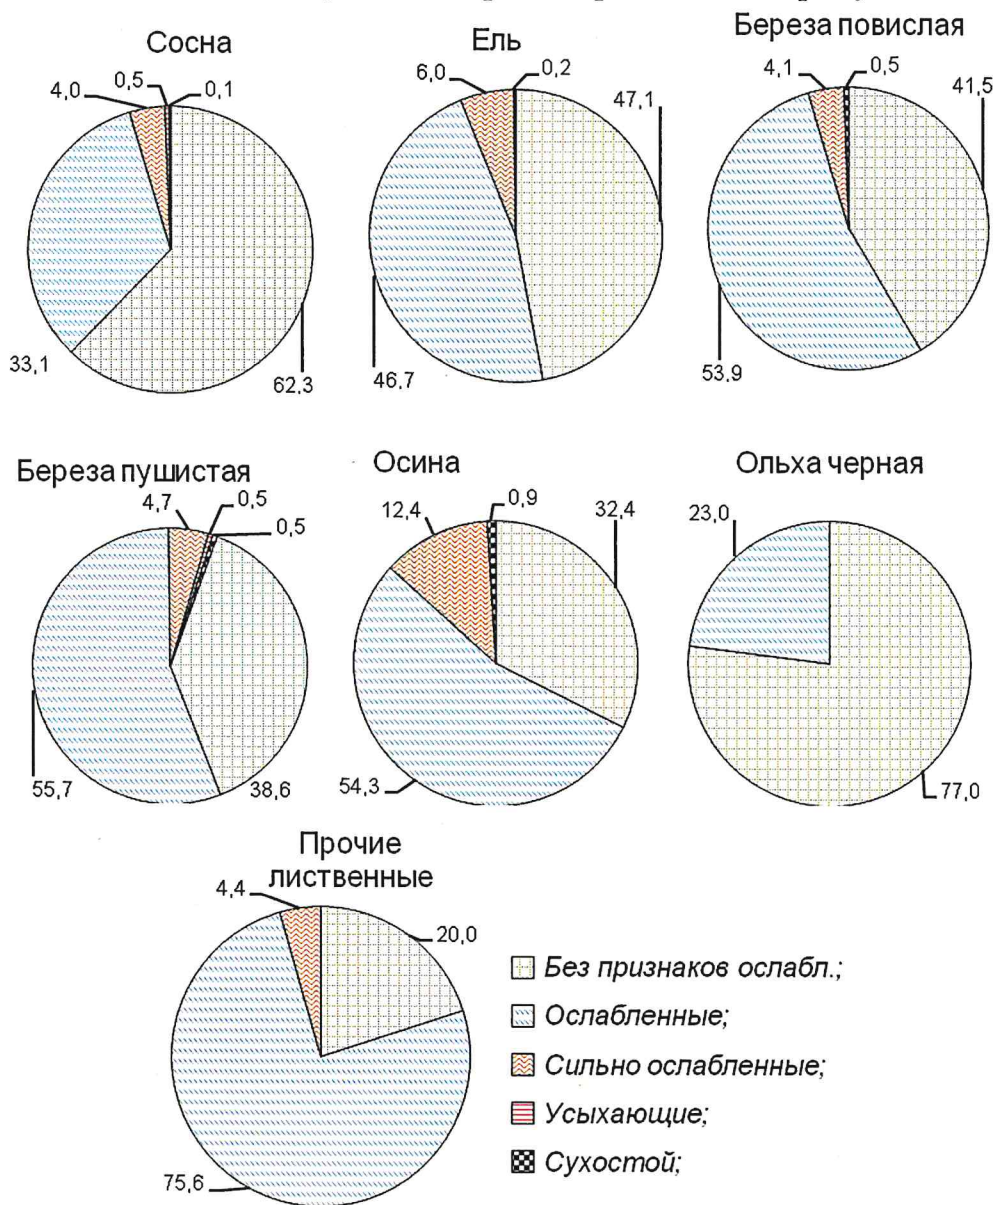 Сосна
4,0
0,5
0,1
33,1
62,3
Ель
6,0
0,2
47,1
46,7
Береза повислая
4,1
0,5
41,5
53,9
Береза пушистая
4,7
0,5
0,5
55,7
38,6
Осина
12,4
0,9
32,4
54,3
Ольха черная
23,0
77,0
Прочие
лиственные
4,4
20,0
75,6
Без признаков ослабл.;
Ослабленные;
Сильно ослабленные;
Усыхающие;
Сухостой;